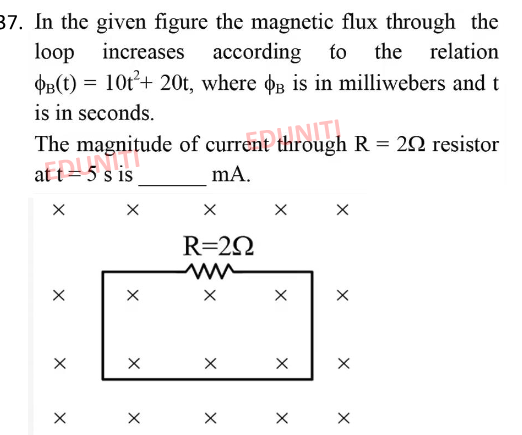 37. In the given figure the magnetic flux through the
loop increases according to the relation
ϕB(t) = 10t²+ 20t, where ϕB is in milliwebers and t
is in seconds.
The magnitude of current through R = 2Ω resistor
at t = 5 s is _______ mA.
EDUNITI
EDUNITI
× × × × ×
R=2Ω
× × × × ×
× × × × ×
× × × × ×